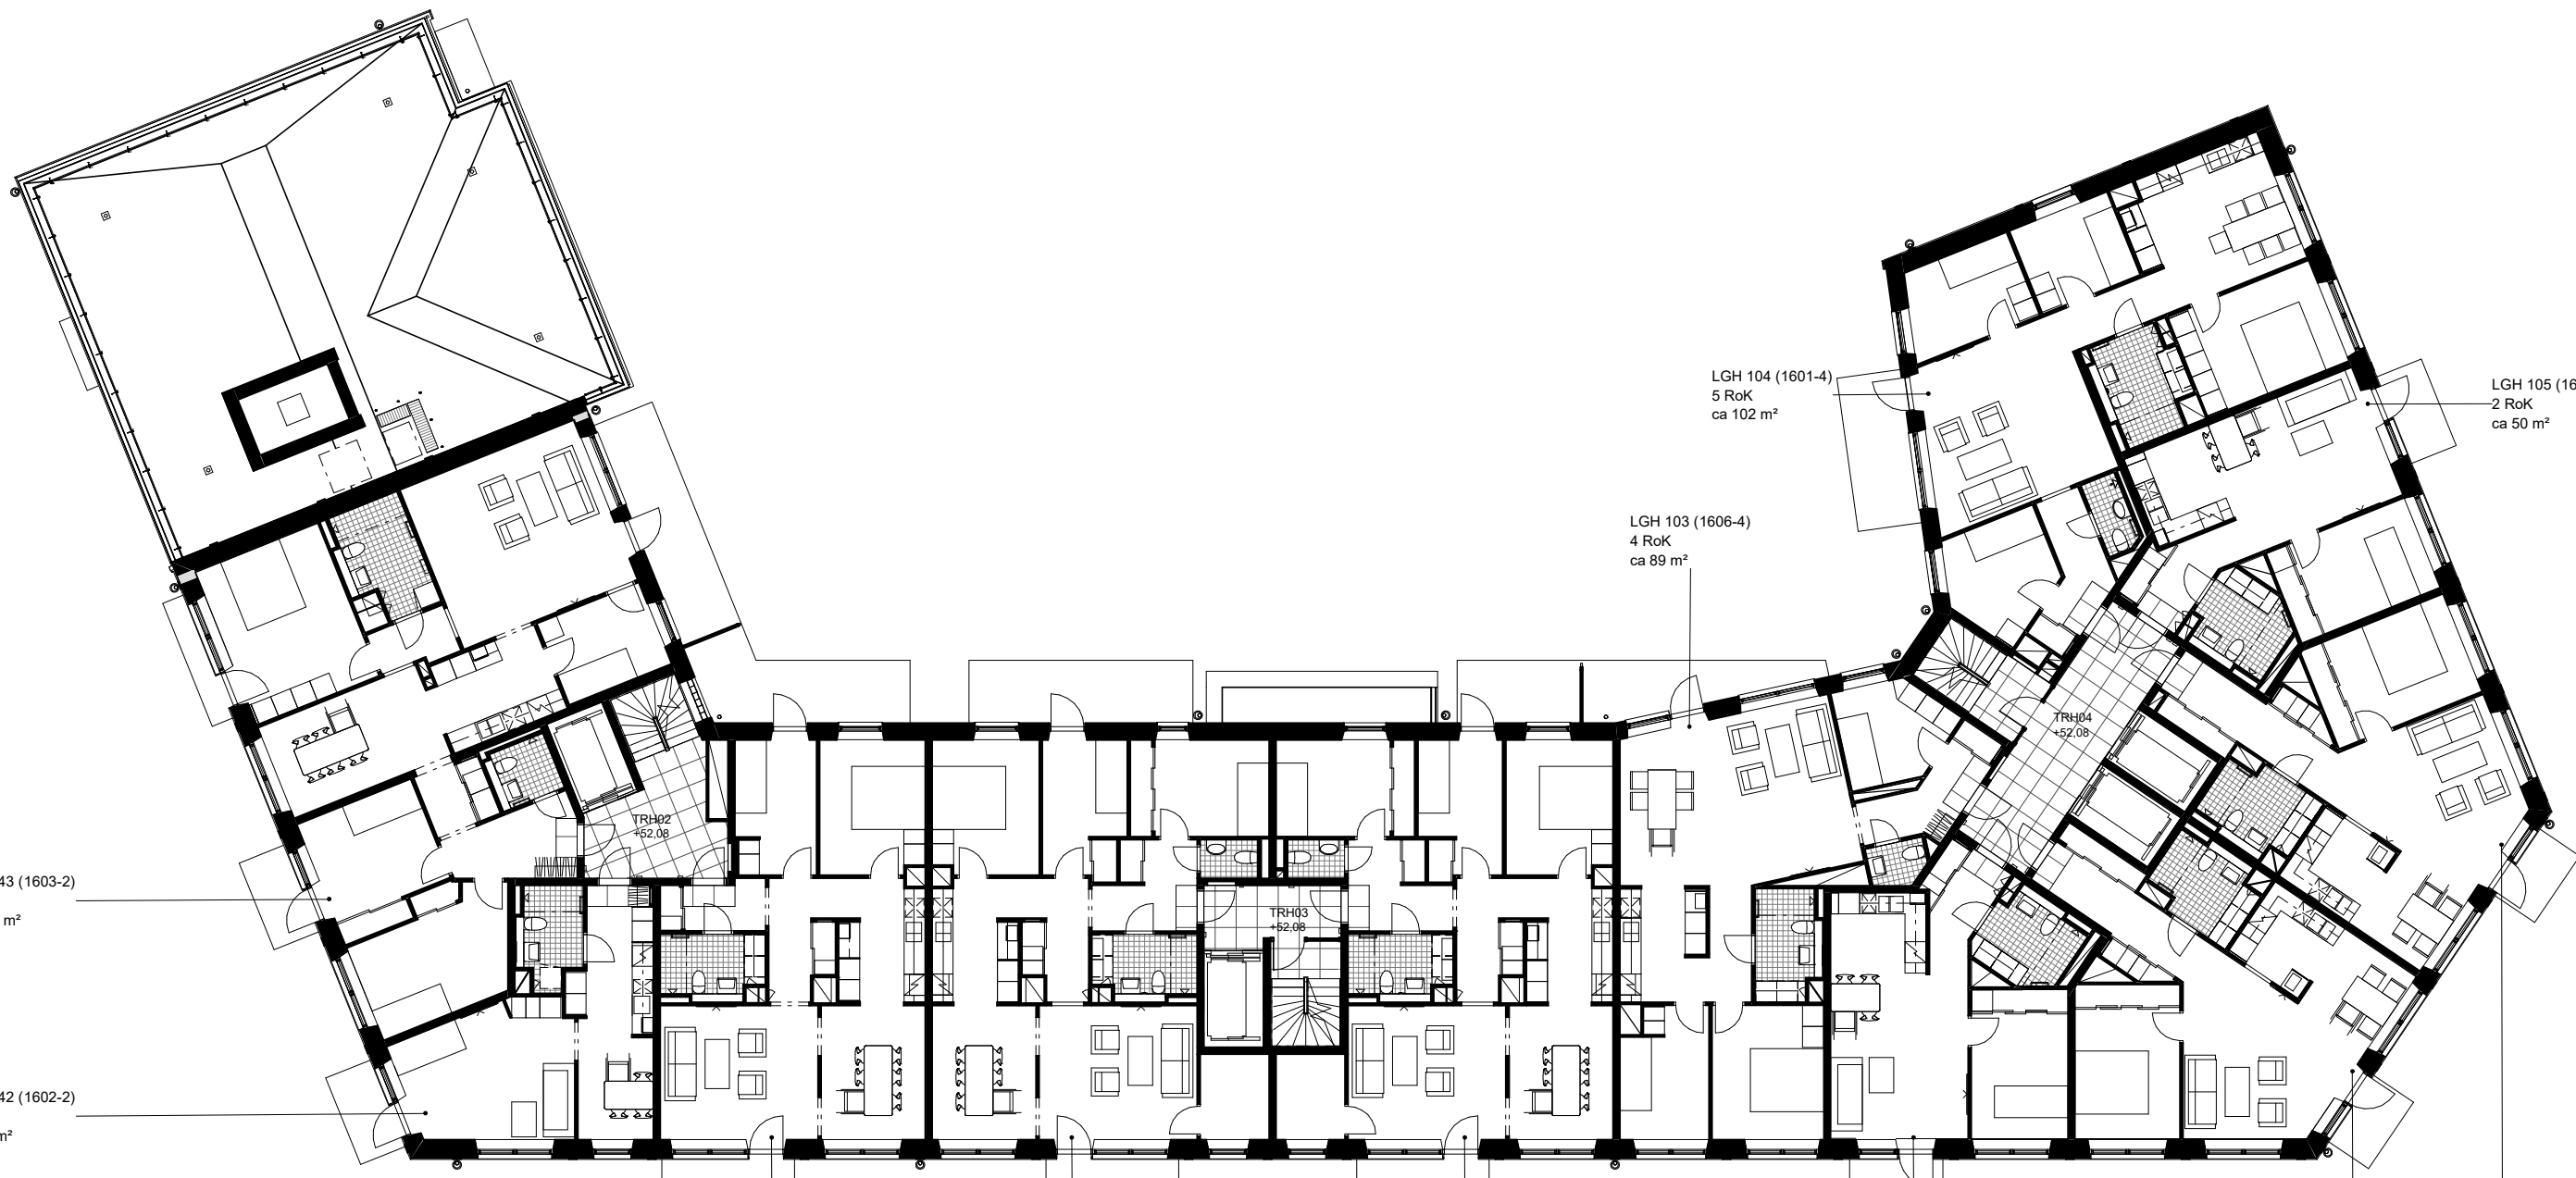 LGH 104 (1601-4)
5 RoK
ca 102 m²
LGH 105 (16
2 RoK
ca 50 m²
LGH 103 (1606-4)
4 RoK
ca 89 m²
TRH04
+52,08
TRH02
+52,08
43 (1603-2)
m²
TRH03
+52,08
42 (1602-2)
m²